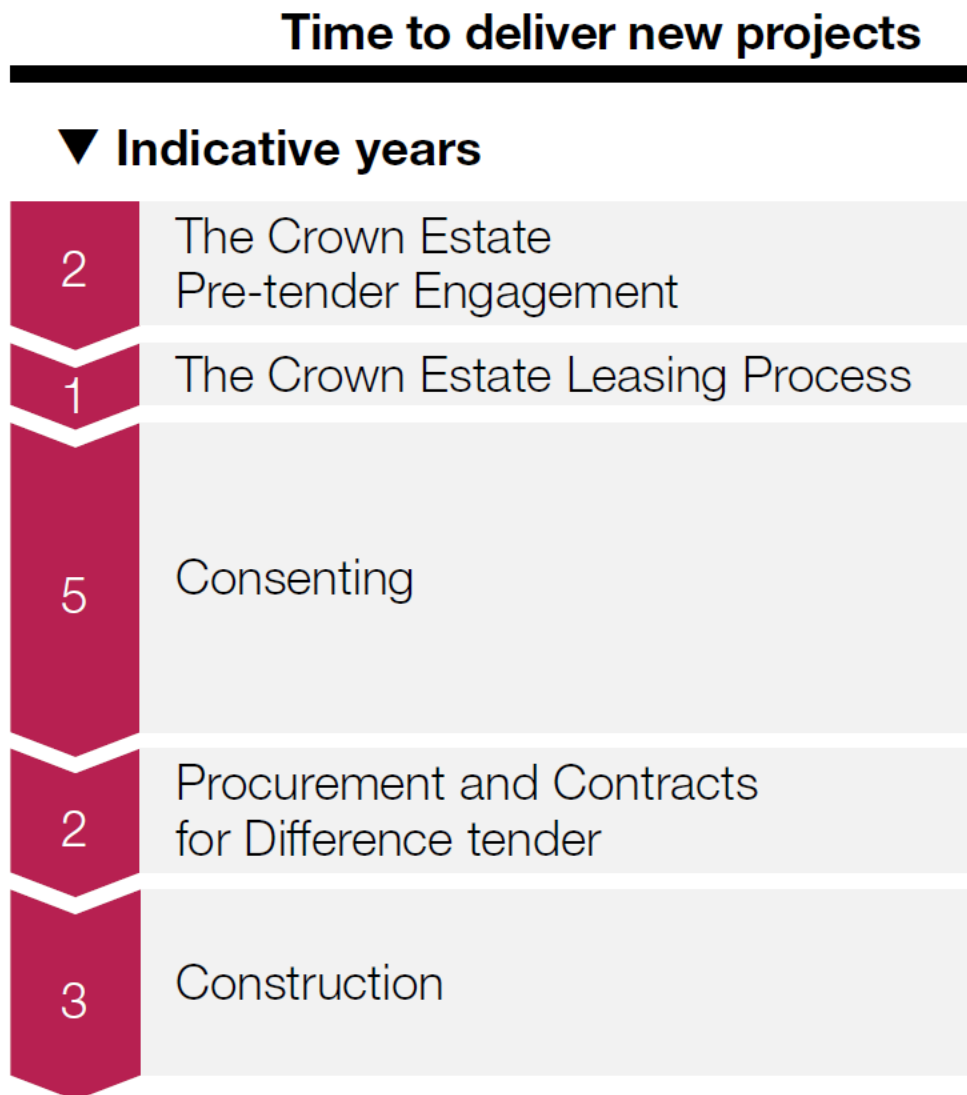 Time to deliver new projects
▼ Indicative years
2
The Crown Estate
Pre-tender Engagement
1
The Crown Estate Leasing Process
5
Consenting
2
Procurement and Contracts
for Difference tender
3
Construction